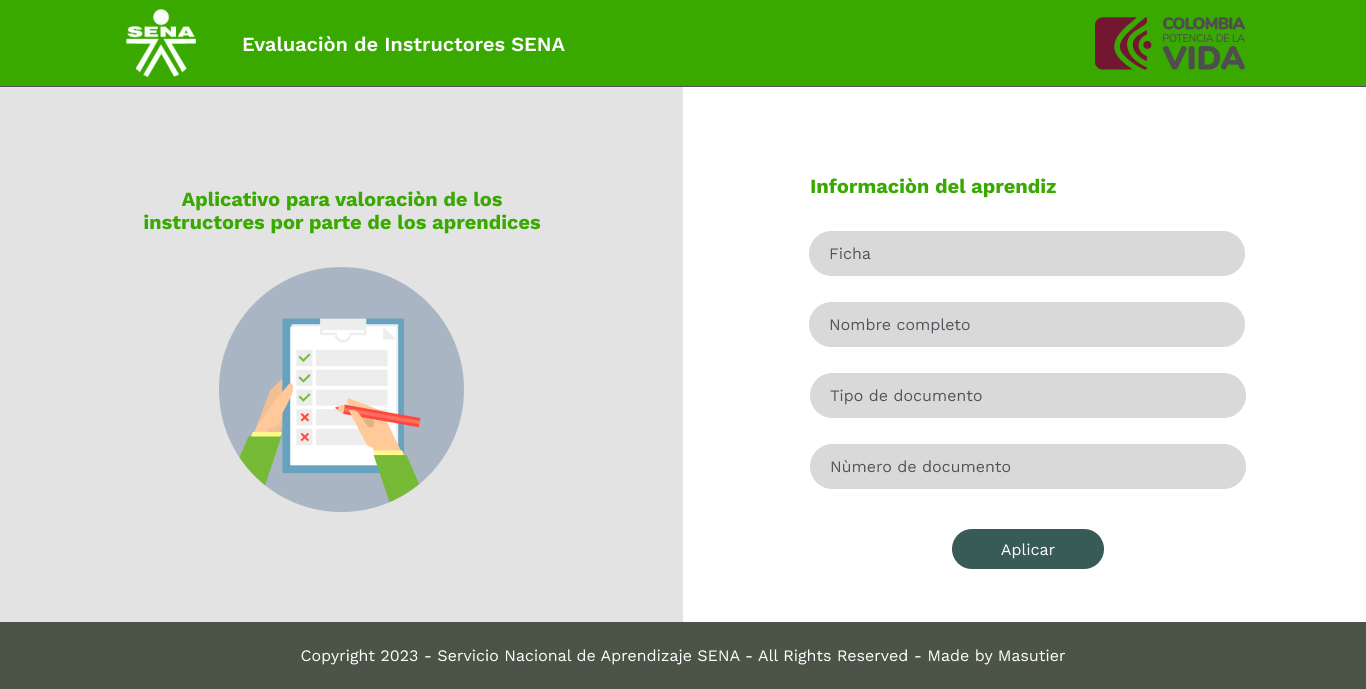 SENA
Evaluaciòn de Instructores SENA
COLOMBIA
POTENCIA DE LA
VIDA
Aplicativo para valoraciòn de los
instructores por parte de los aprendices
Informaciòn del aprendiz
Ficha
Nombre completo
Tipo de documento
Nùmero de documento
Aplicar
Copyright 2023 - Servicio Nacional de Aprendizaje SENA - All Rights Reserved - Made by Masutier